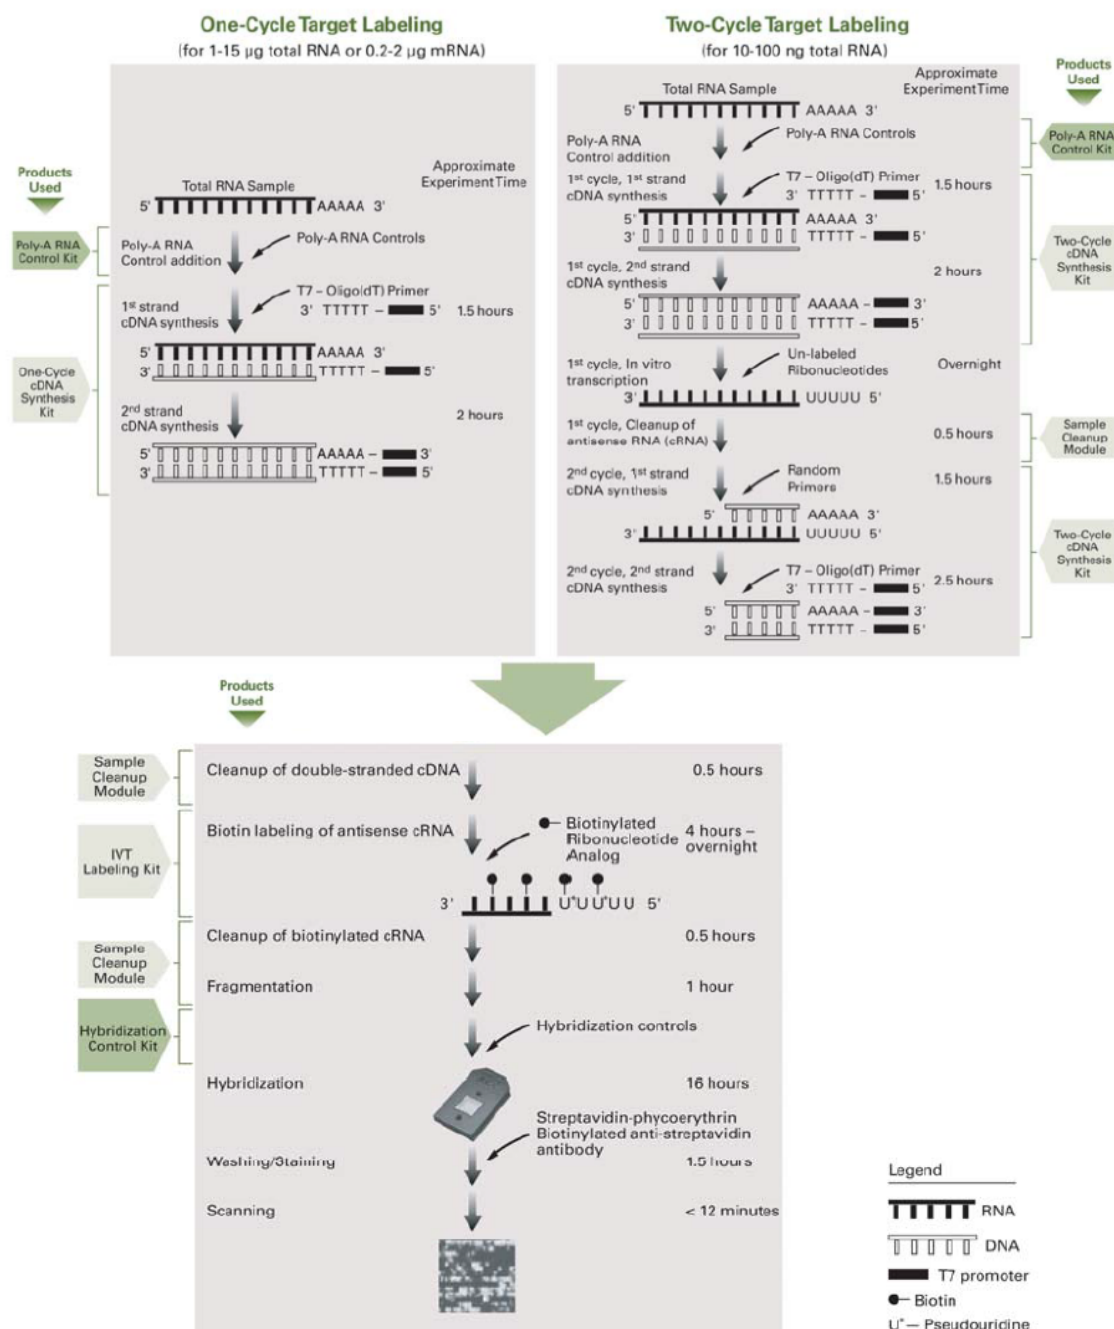 One-Cycle Target Labeling
(for 1-15 µg total RNA or 0.2-2 µg mRNA)
Products
Used
Approximate
Experiment Time
Total RNA Sample
5' AAAAA 3'
Poly-A RNA
Control Kit
Poly-A RNA
Control addition
Poly-A RNA Controls
T7 – Oligo(dT) Primer
1st strand
cDNA synthesis
3' TTTTT – 5'
1.5 hours
5' AAAAA 3'
3' TTTTT – 5'
One-Cycle
cDNA
Synthesis
Kit
2nd strand
cDNA synthesis
2 hours
5' AAAAA – 3'
3' TTTTT – 5'
Two-Cycle Target Labeling
(for 10-100 ng total RNA)
Products
Used
Approximate
Experiment Time
Total RNA Sample
5' AAAAA 3'
Poly-A RNA
Control addition
Poly-A RNA Controls
Poly-A RNA
Control Kit
1st cycle, 1st strand
cDNA synthesis
T7 – Oligo(dT) Primer
3' TTTTT – 5'
1.5 hours
5' AAAAA 3'
3' TTTTT – 5'
Two-Cycle
cDNA
Synthesis
Kit
1st cycle, 2nd strand
cDNA synthesis
2 hours
5' AAAAA – 3'
3' TTTTT – 5'
1st cycle, In vitro
transcription
Un-labeled
Ribonucleotides
Overnight
3' UUUUU 5'
1st cycle, Cleanup of
antisense RNA (cRNA)
0.5 hours
Sample
Cleanup
Module
2nd cycle, 1st strand
cDNA synthesis
Random
Primers
1.5 hours
5' AAAAA 3'
3' UUUUU 5'
Two-Cycle
cDNA
Synthesis
Kit
2nd cycle, 2nd strand
cDNA synthesis
T7 – Oligo(dT) Primer
3' TTTTT – 5'
2.5 hours
5' AAAAA – 3'
3' TTTTT – 5'
Products
Used
Sample
Cleanup
Module
Cleanup of double-stranded cDNA
0.5 hours
IVT
Labeling Kit
Biotin labeling of antisense cRNA
Biotinylated
Ribonucleotide
Analog
4 hours –
overnight
3' U*UU*UU 5'
Sample
Cleanup
Module
Cleanup of biotinylated cRNA
0.5 hours
Fragmentation
1 hour
Hybridization
Control Kit
Hybridization controls
Hybridization
16 hours
Streptavidin-phycoerythrin
Biotinylated anti-streptavidin
antibody
Washing/Staining
1.5 hours
Scanning
< 12 minutes
Legend
RNA
DNA
T7 promoter
Biotin
U*— Pseudouridine